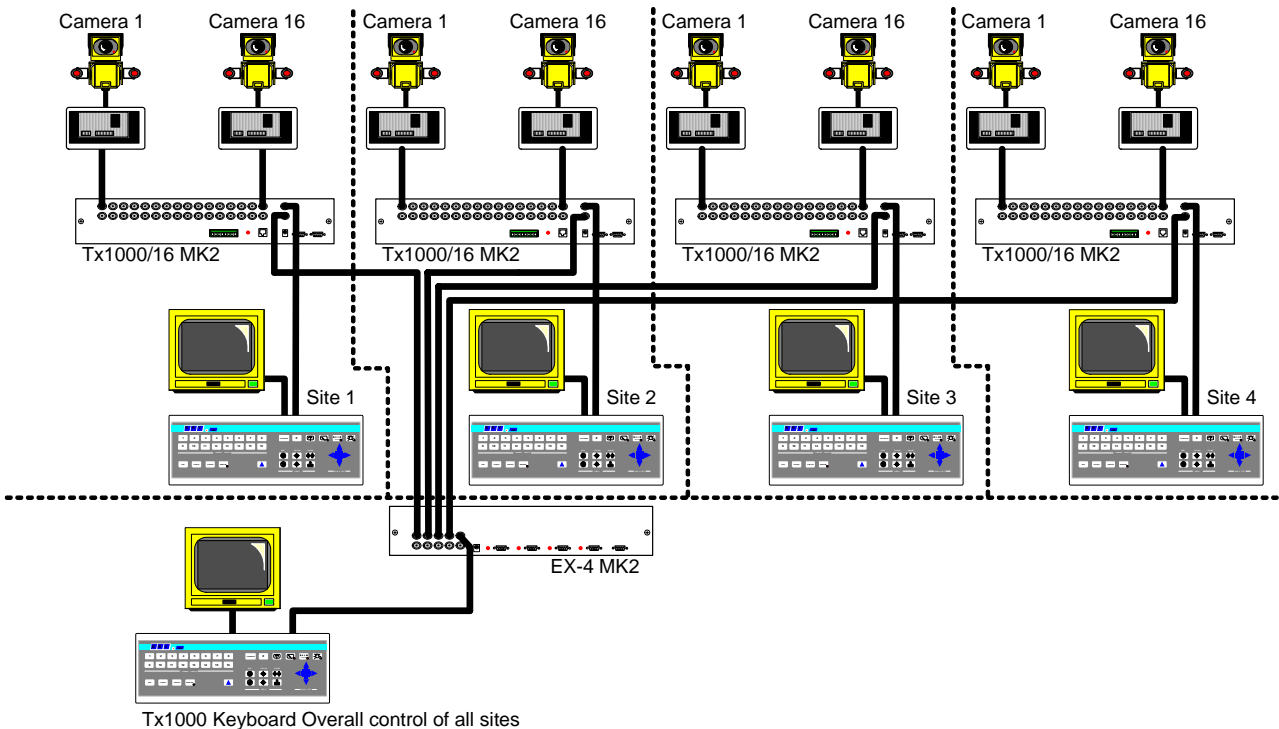 Camera 1
Camera 16
Camera 1
Camera 16
Camera 1
Camera 16
Camera 1
Camera 16
Tx1000/16 MK2
Tx1000/16 MK2
Tx1000/16 MK2
Tx1000/16 MK2
Site 1
Site 2
Site 3
Site 4
EX-4 MK2
Tx1000 Keyboard Overall control of all sites